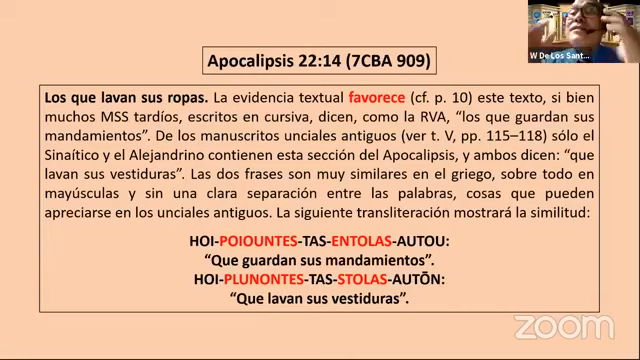 Apocalipsis 22:14 (7CBA 909)
W De Los Sant...
Los que lavan sus ropas. La evidencia textual favorece (cf. p. 10) este texto, si bien
muchos MSS tardíos, escritos en cursiva, dicen, como la RVA, “los que guardan sus
mandamientos”. De los manuscritos unciales antiguos (ver t. V, pp. 115–118) sólo el
Sinaítico y el Alejandrino contienen esta sección del Apocalipsis, y ambos dicen: “que
lavan sus vestiduras”. Las dos frases son muy similares en el griego, sobre todo en
mayúsculas y sin una clara separación entre las palabras, cosas que pueden
apreciarse en los unciales antiguos. La siguiente transliteración mostrará la similitud:
HOI-POIOUNTES-TAS-ENTOLAS-AUTOU:
“Que guardan sus mandamientos”.
HOI-PLUNONTES-TAS-STOLAS-AUTŌN:
“Que lavan sus vestiduras”.
zoom